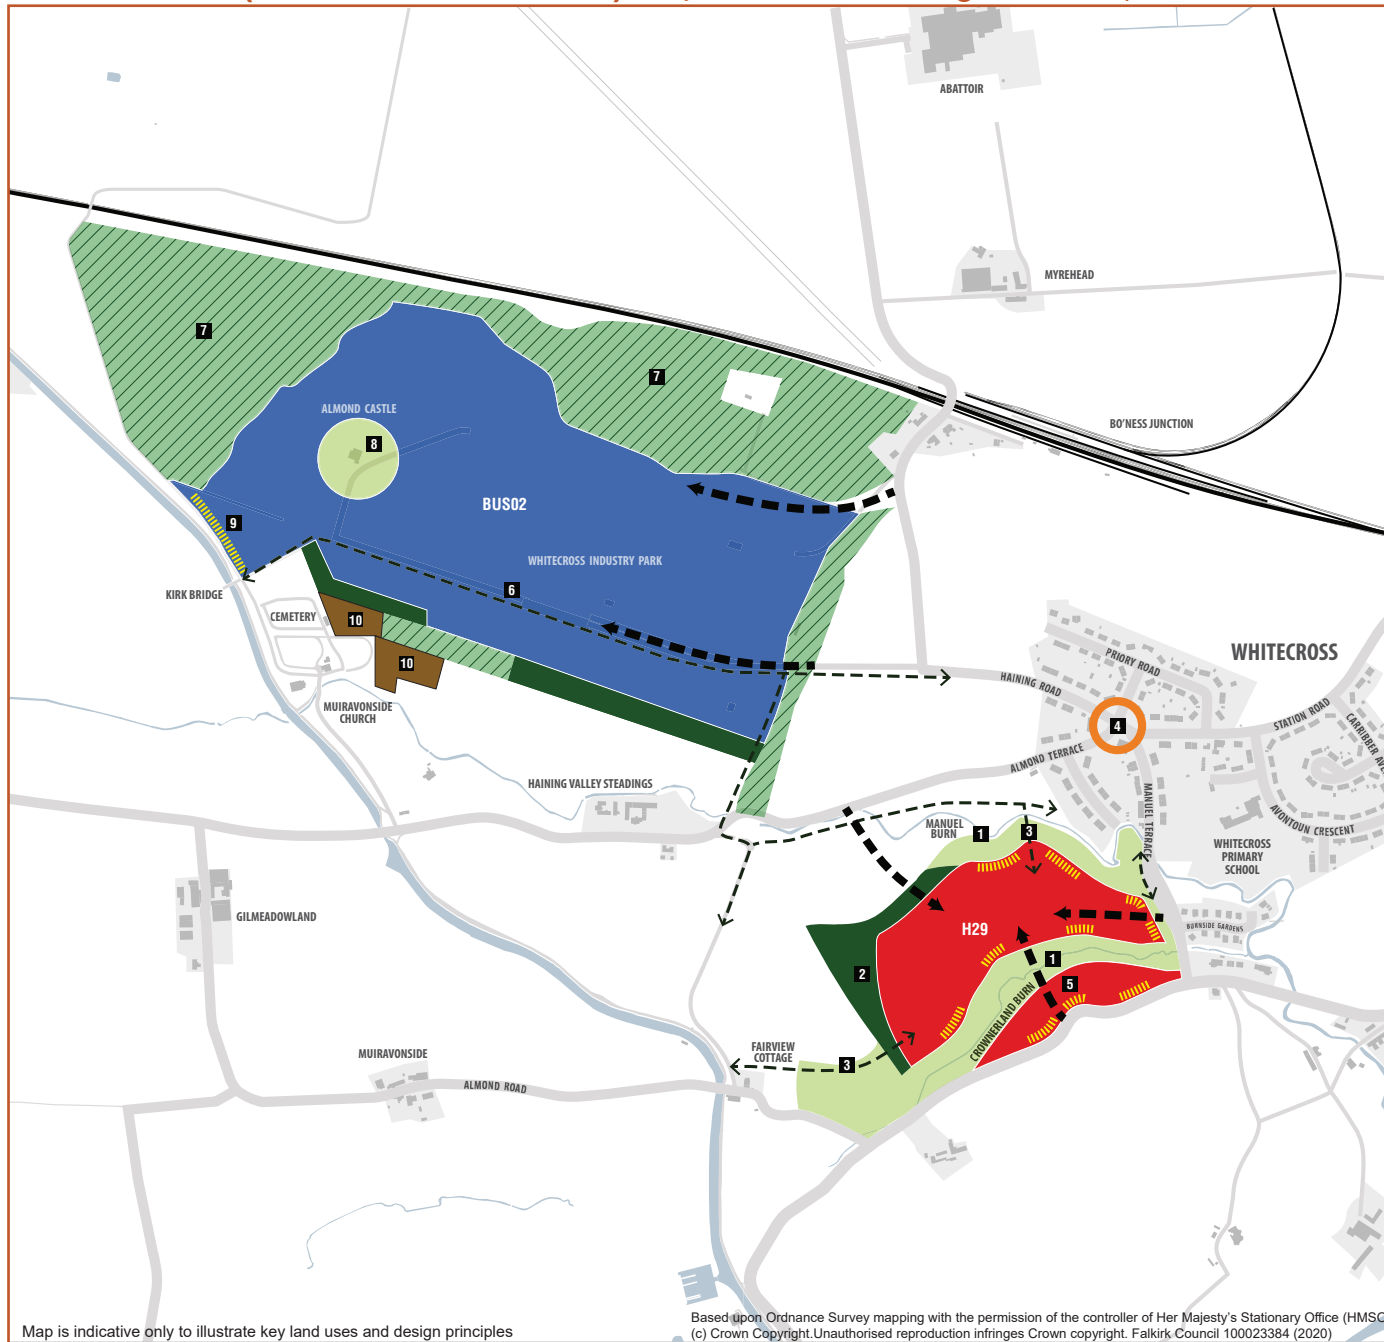 ABATTOIR
MYREHEAD
7
7
BO'NESS JUNCTION
ALMOND CASTLE
8
BUS02
9
WHITECROSS INDUSTRY PARK
6
KIRK BRIDGE
CEMETERY
10
10
MUIRAVONSIDE
CHURCH
WHITECROSS
PRIORY ROAD
HAINING ROAD
STATION ROAD
CARRIBBER AVE
4
ALMOND TERRACE
MANUEL TERRACE
HAINING VALLEY STEADINGS
AVONTOUN CRESCENT
MANUEL
BURN
1
3
WHITECROSS
PRIMARY
SCHOOL
GILMEADOWLAND
H29
BURNSIDE GARDENS
2
1
5
CROWNERLAND BURN
FAIRVIEW
COTTAGE
3
MUIRAVONSIDE
ALMOND ROAD
Map is indicative only to illustrate key land uses and design principles
Based upon Ordnance Survey mapping with the permission of the controller of Her Majesty's Stationary Office (HMSO
(c) Crown Copyright.Unauthorised reproduction infringes Crown copyright. Falkirk Council 100023384 (2020)